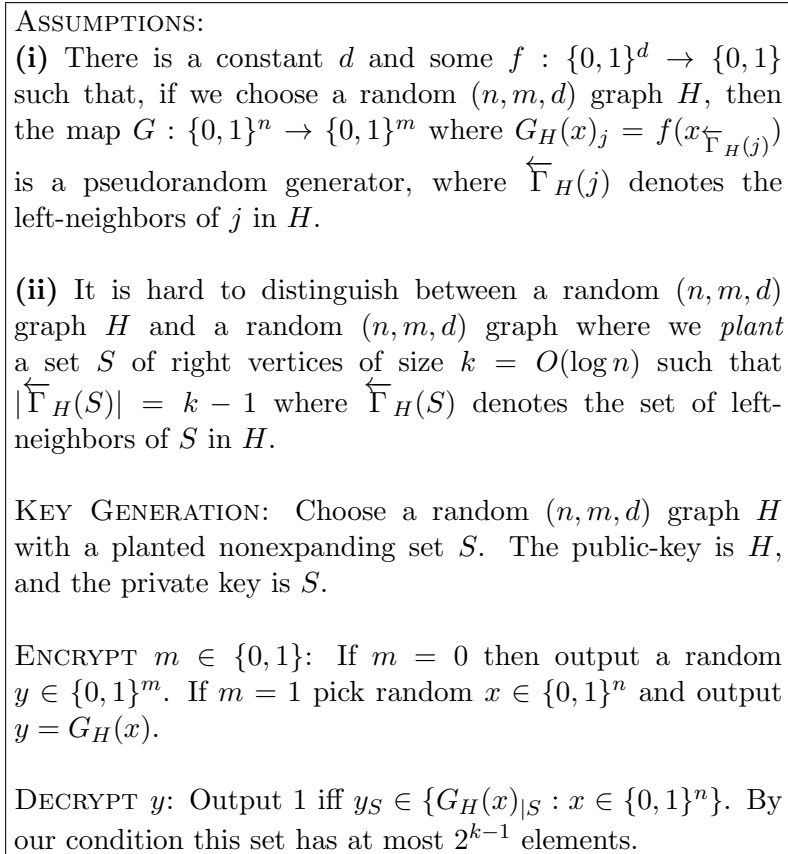 ASSUMPTIONS:
(i) There is a constant d and some f : {0, 1}^d → {0, 1}
such that, if we choose a random (n, m, d) graph H, then
the map G : {0, 1}^n → {0, 1}^m where G_H(x)_j = f(x_{\overleftarrow{Γ}_H(j)})
is a pseudorandom generator, where \overleftarrow{Γ}_H(j) denotes the
left-neighbors of j in H.
(ii) It is hard to distinguish between a random (n, m, d)
graph H and a random (n, m, d) graph where we plant
a set S of right vertices of size k = O(log n) such that
|\overleftarrow{Γ}_H(S)| = k − 1 where \overleftarrow{Γ}_H(S) denotes the set of left-
neighbors of S in H.
KEY GENERATION: Choose a random (n, m, d) graph H
with a planted nonexpanding set S. The public-key is H,
and the private key is S.
ENCRYPT m ∈ {0, 1}: If m = 0 then output a random
y ∈ {0, 1}^m. If m = 1 pick random x ∈ {0, 1}^n and output
y = G_H(x).
DECRYPT y: Output 1 iff y_S ∈ {G_H(x)_{|S} : x ∈ {0, 1}^n}. By
our condition this set has at most 2^{k−1} elements.